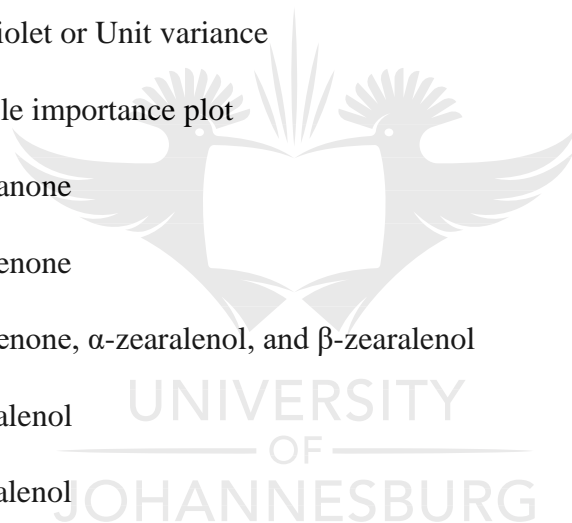 iolet or Unit variance
le importance plot
anone
enone
enone, α-zearalenol, and β-zearalenol
alenol
alenol
UNIVERSITY
OF
JOHANNESBURG